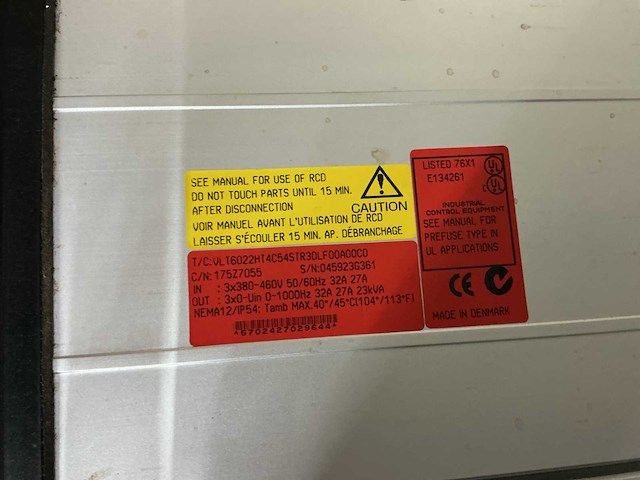 SEE MANUAL FOR USE OF RCD
DO NOT TOUCH PARTS UNTIL 15 MIN.
AFTER DISCONNECTION
CAUTION
VOIR MANUEL AVANT L'UTILISATION DE RCD
LAISSER S'ÉCOULER 15 MIN. AP. DÉBRANCHAGE
T/C:VLT6022HT4C54STR3DLF00A00C0
C/N: 175Z7055 S/N:045923G361
IN : 3x380-460V 50/60Hz 32A 27A
OUT : 3x0-Uin 0-1000Hz 32A 27A 23kVA
NEMA12/IP54: Tamb MAX.40°/45°C(104°/113°F)
*5702427029644*
LISTED 76X1
E134261
UL
C UL
INDUSTRIAL
CONTROL EQUIPMENT
SEE MANUAL FOR
PREFUSE TYPE IN
UL APPLICATIONS
CE
MADE IN DENMARK